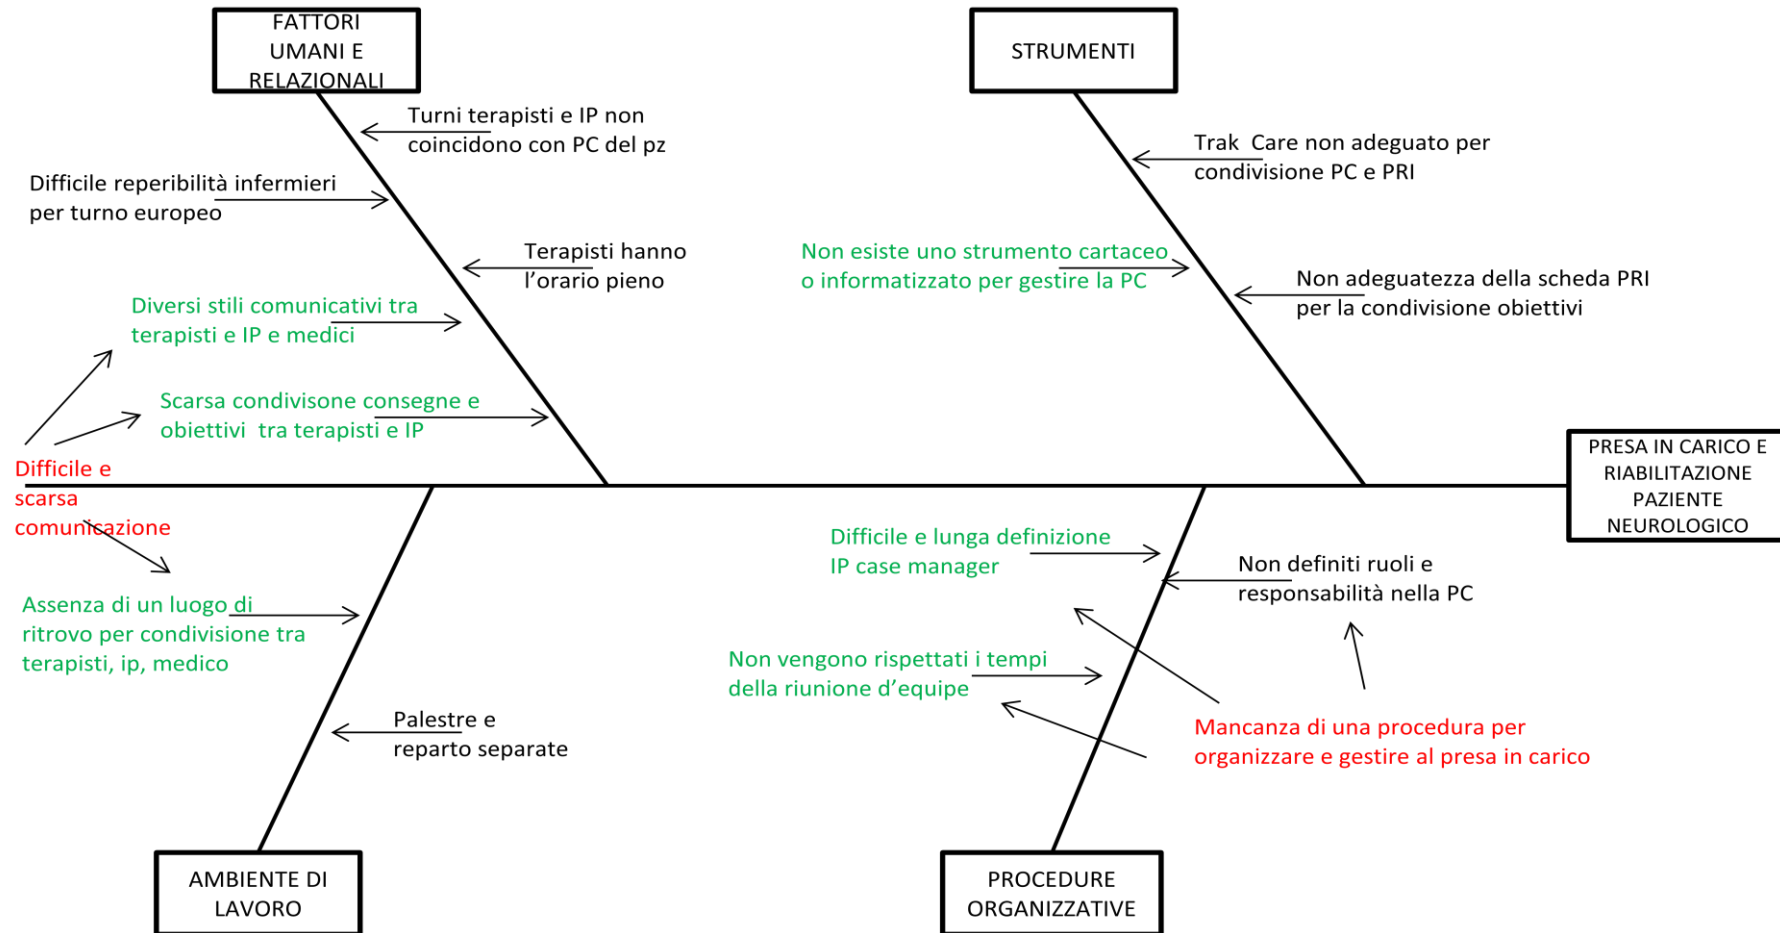 FATTORI
UMANI E
RELAZIONALI
STRUMENTI
Turni terapisti e IP non
coincidono con PC del pz
Difficile reperibilità infermieri
per turno europeo
Terapisti hanno
l’orario pieno
Diversi stili comunicativi tra
terapisti e IP e medici
Scarsa condivisone consegne e
obiettivi tra terapisti e IP
Trak Care non adeguato per
condivisione PC e PRI
Non esiste uno strumento cartaceo
o informatizzato per gestire la PC
Non adeguatezza della scheda PRI
per la condivisione obiettivi
PRESA IN CARICO E
RIABILITAZIONE
PAZIENTE
NEUROLOGICO
Difficile e
scarsa
comunicazione
Assenza di un luogo di
ritrovo per condivisione tra
terapisti, ip, medico
Palestre e
reparto separate
Difficile e lunga definizione
IP case manager
Non definiti ruoli e
responsabilità nella PC
Non vengono rispettati i tempi
della riunione d’equipe
Mancanza di una procedura per
organizzare e gestire al presa in carico
AMBIENTE DI
LAVORO
PROCEDURE
ORGANIZZATIVE